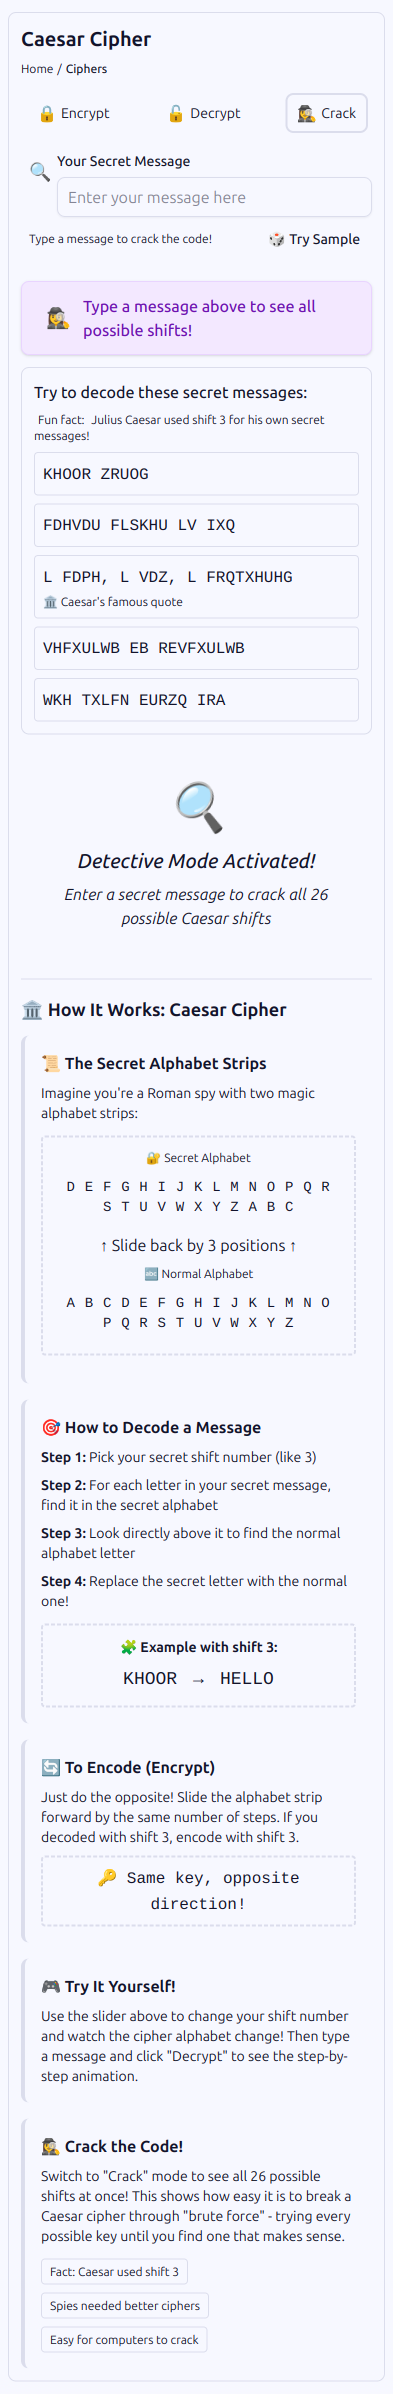 Caesar Cipher
Home / Ciphers
🔒 Encrypt 🔓 Decrypt 🕵️ Crack
Your Secret Message
Enter your message here
Type a message to crack the code! 🎲 Try Sample
Type a message above to see all
possible shifts!
Try to decode these secret messages:
Fun fact: Julius Caesar used shift 3 for his own secret
messages!
KHOOR ZRUOG
FDHVDU FLSKHU LV IXQ
L FDPH, L VDZ, L FRQTXHUHG
🏛️ Caesar's famous quote
VHFXULWB EB REVFXULWB
WKH TXLFN EURZQ IRA
Detective Mode Activated!
Enter a secret message to crack all 26
possible Caesar shifts
🏛️ How It Works: Caesar Cipher
📜 The Secret Alphabet Strips
Imagine you're a Roman spy with two magic
alphabet strips:
🔐 Secret Alphabet
D E F G H I J K L M N O P Q R
S T U V W X Y Z A B C
↑ Slide back by 3 positions ↑
🔤 Normal Alphabet
A B C D E F G H I J K L M N O
P Q R S T U V W X Y Z
🎯 How to Decode a Message
Step 1: Pick your secret shift number (like 3)
Step 2: For each letter in your secret message,
find it in the secret alphabet
Step 3: Look directly above it to find the normal
alphabet letter
Step 4: Replace the secret letter with the normal
one!
🧩 Example with shift 3:
KHOOR → HELLO
🔄 To Encode (Encrypt)
Just do the opposite! Slide the alphabet strip
forward by the same number of steps. If you
decoded with shift 3, encode with shift 3.
🔑 Same key, opposite
direction!
🎮 Try It Yourself!
Use the slider above to change your shift number
and watch the cipher alphabet change! Then type
a message and click "Decrypt" to see the step-by-
step animation.
🕵️ Crack the Code!
Switch to "Crack" mode to see all 26 possible
shifts at once! This shows how easy it is to break a
Caesar cipher through "brute force" - trying every
possible key until you find one that makes sense.
Fact: Caesar used shift 3
Spies needed better ciphers
Easy for computers to crack